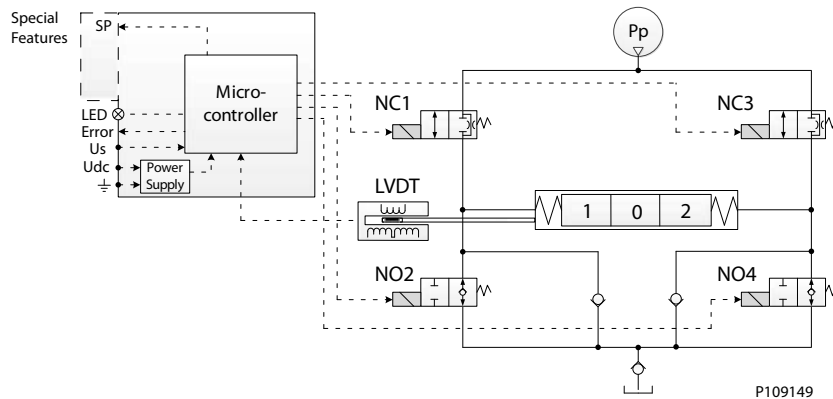 Special
Features
SP
Pp
Micro-
controller
NC1
NC3
LED
Error
Us
Udc
Power
Supply
LVDT
1 0 2
NO2
NO4
P109149